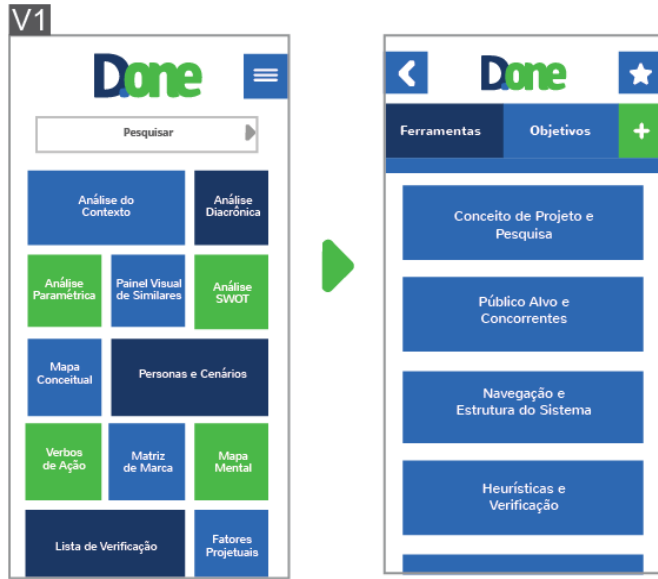 V1
D.one
Pesquisar
Análise do
Contexto
Análise
Diacrônica
Análise
Paramétrica
Painel Visual
de Similares
Análise
SWOT
Mapa
Conceitual
Personas e Cenários
Verbos
de Ação
Matriz
de Marca
Mapa
Mental
Lista de Verificação
Fatores
Projetuais
D.one
Ferramentas
Objetivos
+
Conceito de Projeto e
Pesquisa
Público Alvo e
Concorrentes
Navegação e
Estrutura do Sistema
Heurísticas e
Verificação